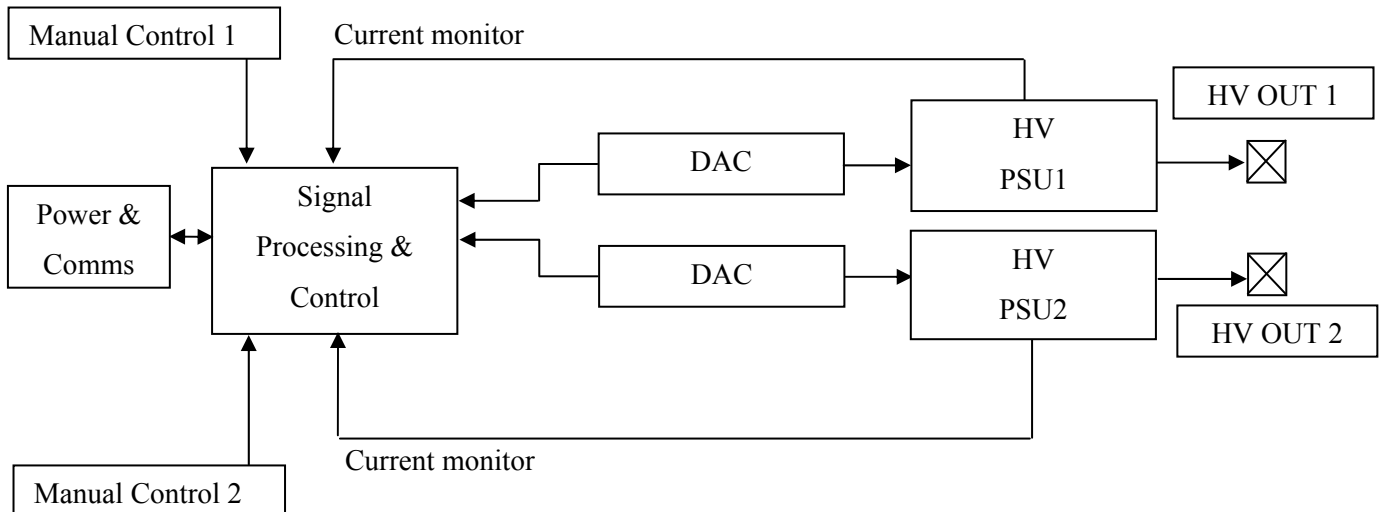 Manual Control 1
Current monitor
HV OUT 1
HV
PSU1
DAC
Signal
Processing &
Control
Power &
Comms
DAC
HV
PSU2
HV OUT 2
Current monitor
Manual Control 2